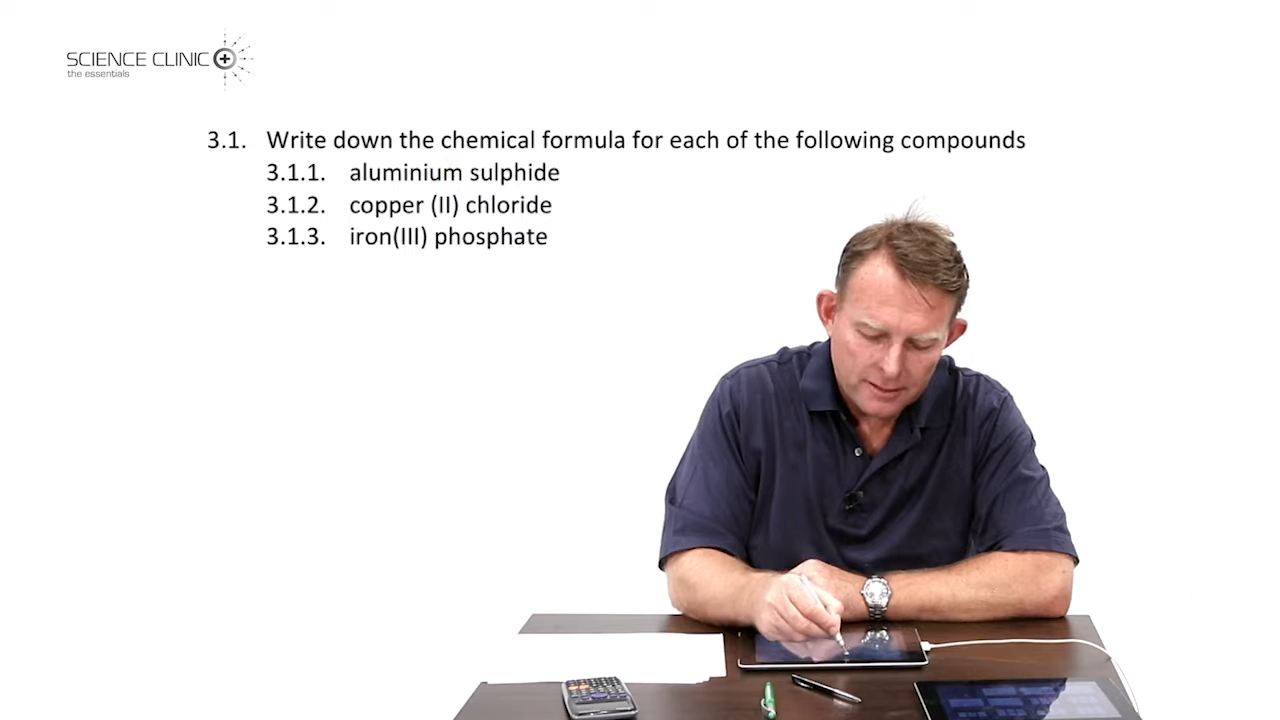 SCIENCE CLINIC
the essentials
3.1. Write down the chemical formula for each of the following compounds
3.1.1. aluminium sulphide
3.1.2. copper (II) chloride
3.1.3. iron(III) phosphate